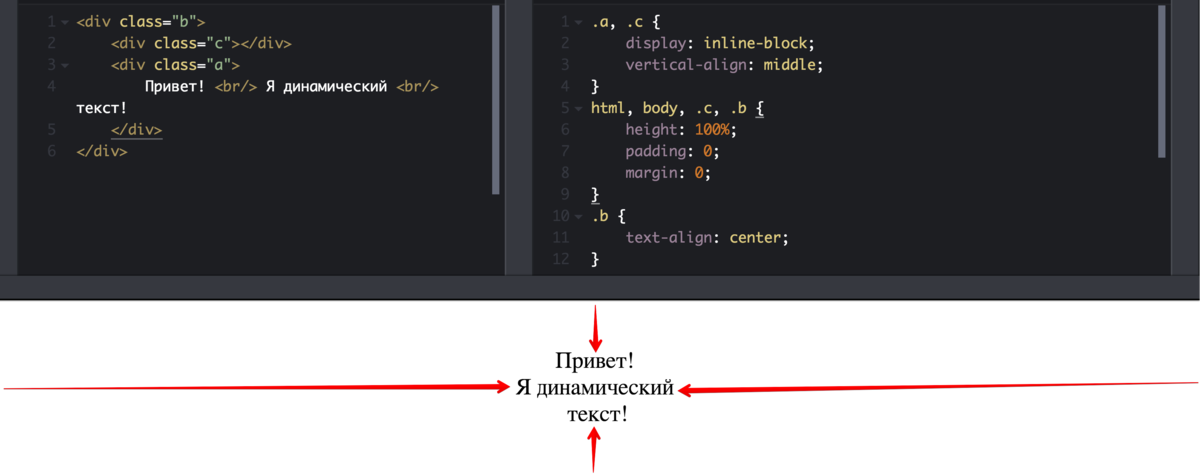 1 <div class="b">
2 <div class="c"></div>
3 <div class="a">
4 Привет! <br/> Я динамический <br/>
текст!
5 </div>
6 </div>
1 .a, .c {
2 display: inline-block;
3 vertical-align: middle;
4 }
5 html, body, .c, .b {
6 height: 100%;
7 padding: 0;
8 margin: 0;
9 }
10 .b {
11 text-align: center;
12 }
Привет!
Я динамический
текст!